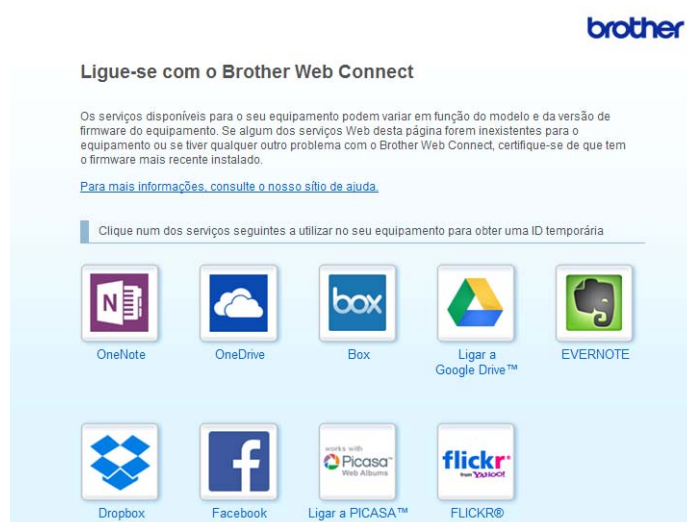 brother
Ligue-se com o Brother Web Connect
Os serviços disponíveis para o seu equipamento podem variar em função do modelo e da versão de
firmware do equipamento. Se algum dos serviços Web desta página forem inexistentes para o
equipamento ou se tiver qualquer outro problema com o Brother Web Connect, certifique-se de que tem
o firmware mais recente instalado.
Para mais informações, consulte o nosso sítio de ajuda.
Clique num dos serviços seguintes a utilizar no seu equipamento para obter uma ID temporária
N
box
OneNote OneDrive Box Ligar a EVERNOTE
Google Drive™
works with
Picasa™
Web Albums
flickr
from YAHOO!
Dropbox Facebook Ligar a PICASA™ FLICKR®